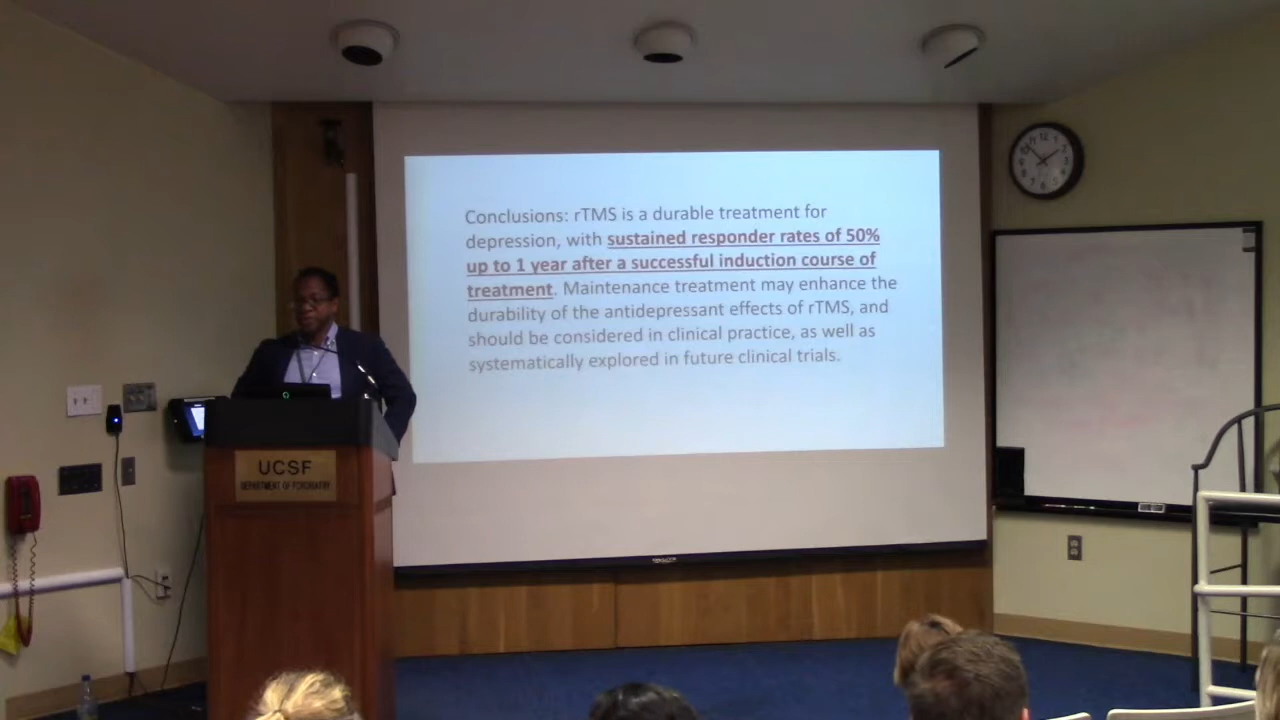 Conclusions: rTMS is a durable treatment for
depression, with sustained responder rates of 50%
up to 1 year after a successful induction course of
treatment. Maintenance treatment may enhance the
durability of the antidepressant effects of rTMS, and
should be considered in clinical practice, as well as
systematically explored in future clinical trials.
UCSF
DEPARTMENT OF PSYCHIATRY